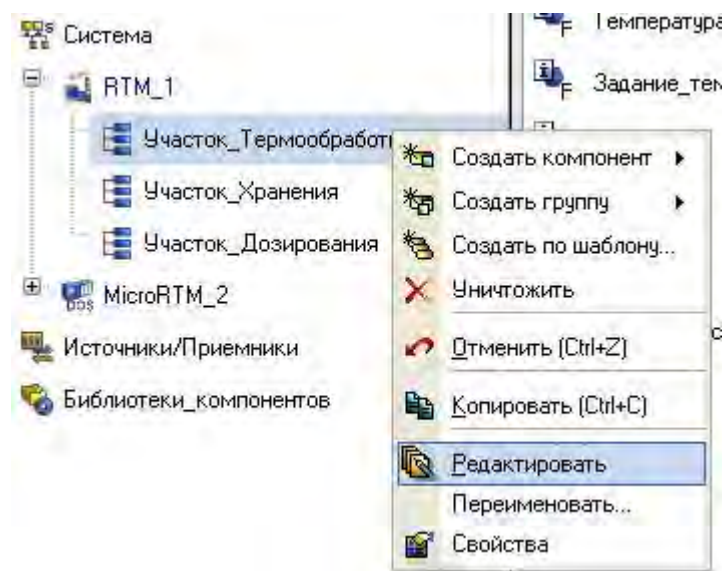 Система
RTM_1
Участок_Термообработ
Участок_Хранения
Участок_Дозирования
MicroRTM_2
DOS
Источники/Приемники
Библиотеки_компонентов
Температура
Задание_тем
Создать компонент
Создать группу
Создать по шаблону...
Уничтожить
Отменить (Ctrl+Z)
Копировать (Ctrl+C)
Редактировать
Переименовать...
Свойства